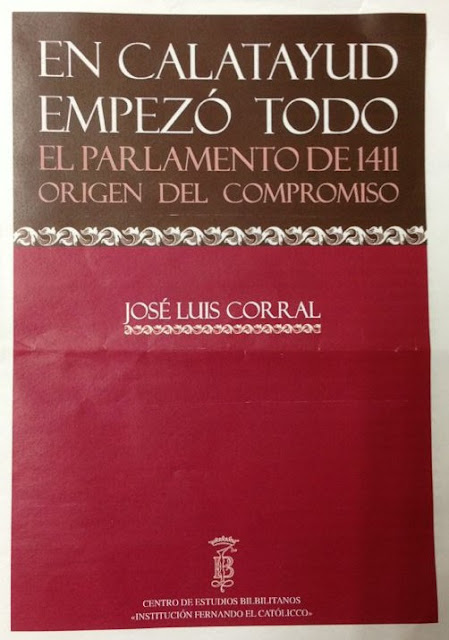 EN CALATAYUD
EMPEZÓ TODO
EL PARLAMENTO DE 1411
ORIGEN DEL COMPROMISO
JOSÉ LUIS CORRAL
CENTRO DE ESTUDIOS BILBILITANOS
«INSTITUCIÓN FERNANDO EL CATÓLICCO»